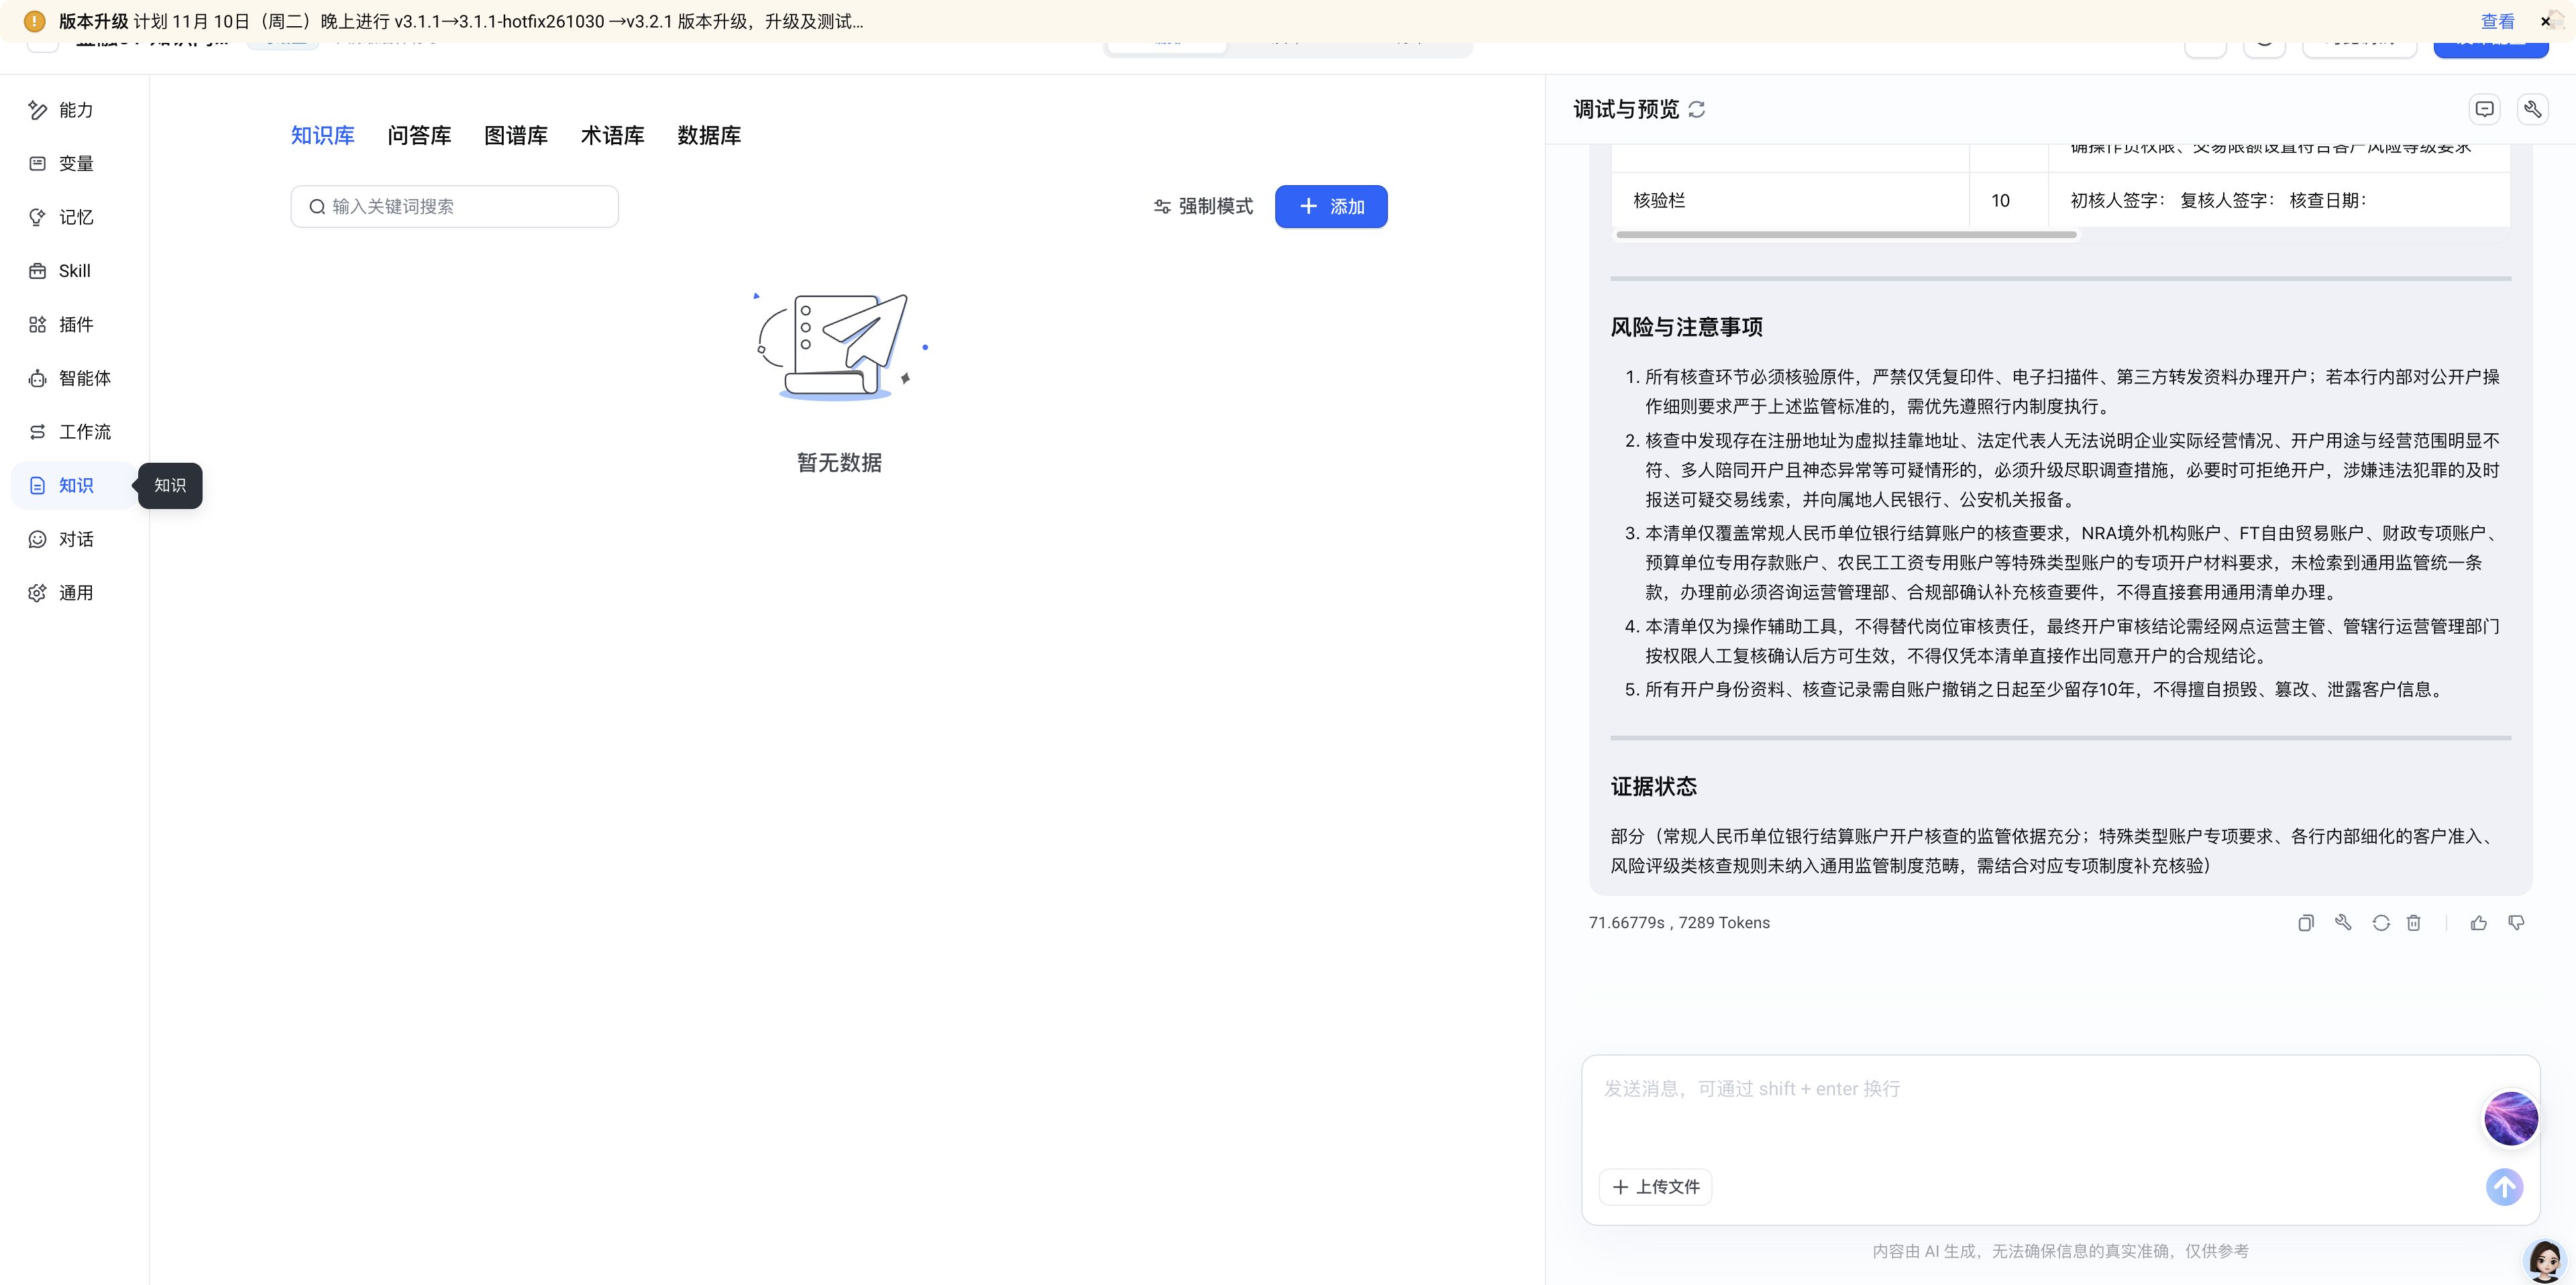 版本升级 计划 11月 10日（周二）晚上进行 v3.1.1→3.1.1-hotfix261030 →v3.2.1 版本升级，升级及测试...
查看
能力
变量
记忆
Skill
插件
智能体
工作流
知识
知识
对话
通用
知识库
问答库
图谱库
术语库
数据库
输入关键词搜索
强制模式
添加
暂无数据
调试与预览
确操作员权限、交易限额设置符合客户风险等级要求
核验栏
10
初核人签字： 复核人签字： 核查日期：
风险与注意事项
1. 所有核查环节必须核验原件，严禁仅凭复印件、电子扫描件、第三方转发资料办理开户；若本行内部对公开户操
作细则要求严于上述监管标准的，需优先遵照行内制度执行。
2. 核查中发现存在注册地址为虚拟挂靠地址、法定代表人无法说明企业实际经营情况、开户用途与经营范围明显不
符、多人陪同开户且神态异常等可疑情形的，必须升级尽职调查措施，必要时可拒绝开户，涉嫌违法犯罪的及时
报送可疑交易线索，并向属地人民银行、公安机关报备。
3. 本清单仅覆盖常规人民币单位银行结算账户的核查要求，NRA境外机构账户、FT自由贸易账户、财政专项账户、
预算单位专用存款账户、农民工工资专用账户等特殊类型账户的专项开户材料要求，未检索到通用监管统一条
款，办理前必须咨询运营管理部、合规部确认补充核查要件，不得直接套用通用清单办理。
4. 本清单仅为操作辅助工具，不得替代岗位审核责任，最终开户审核结论需经网点运营主管、管辖行运营管理部门
按权限人工复核确认后方可生效，不得仅凭本清单直接作出同意开户的合规结论。
5. 所有开户身份资料、核查记录需自账户撤销之日起至少留存10年，不得擅自损毁、篡改、泄露客户信息。
证据状态
部分（常规人民币单位银行结算账户开户核查的监管依据充分；特殊类型账户专项要求、各行内部细化的客户准入、
风险评级类核查规则未纳入通用监管制度范畴，需结合对应专项制度补充核验）
71.66779s , 7289 Tokens
发送消息，可通过 shift + enter 换行
上传文件
内容由 AI 生成，无法确保信息的真实准确，仅供参考